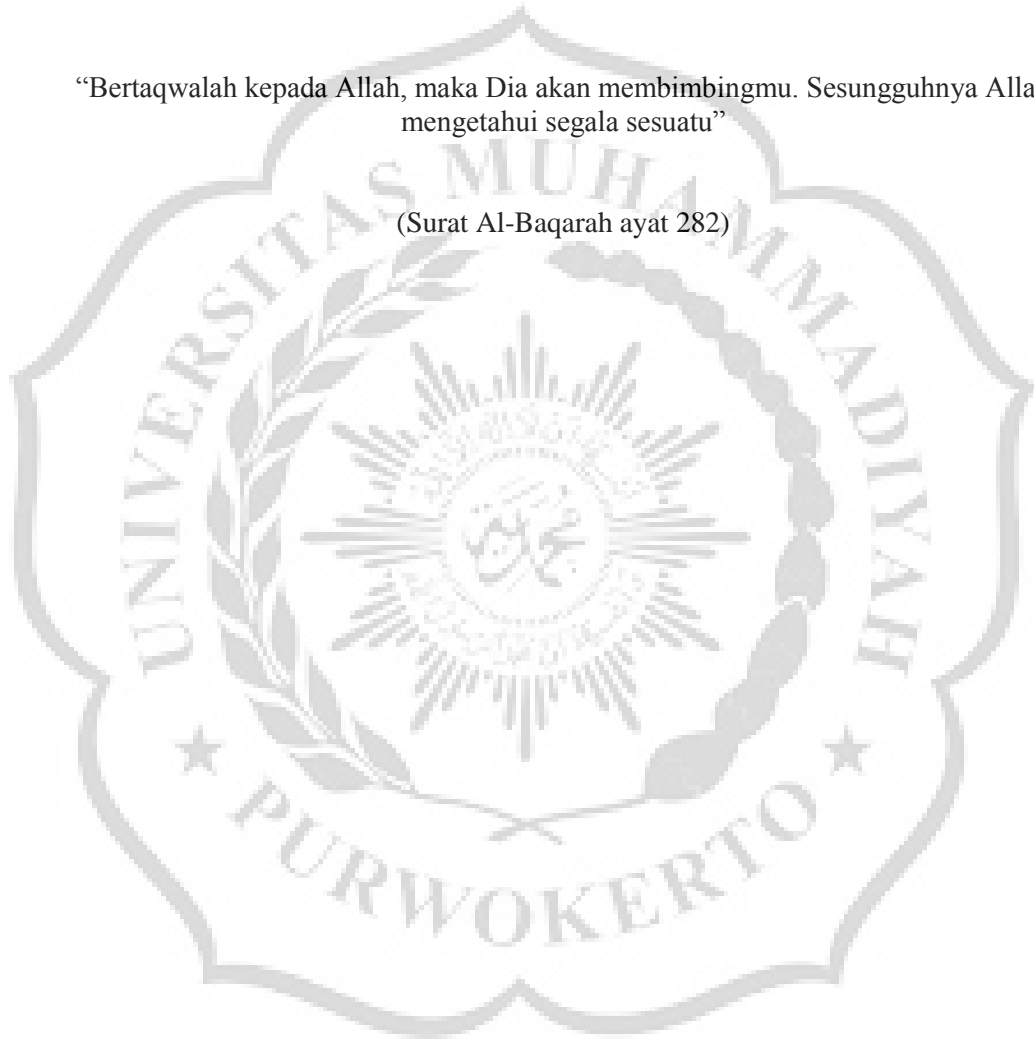 “Bertaqwalah kepada Allah, maka Dia akan membimbingmu. Sesungguhnya Alla
mengetahui segala sesuatu”
(Surat Al-Baqarah ayat 282)
UNIVERSITAS MUHAMMADIYAH
PURWOKERTO